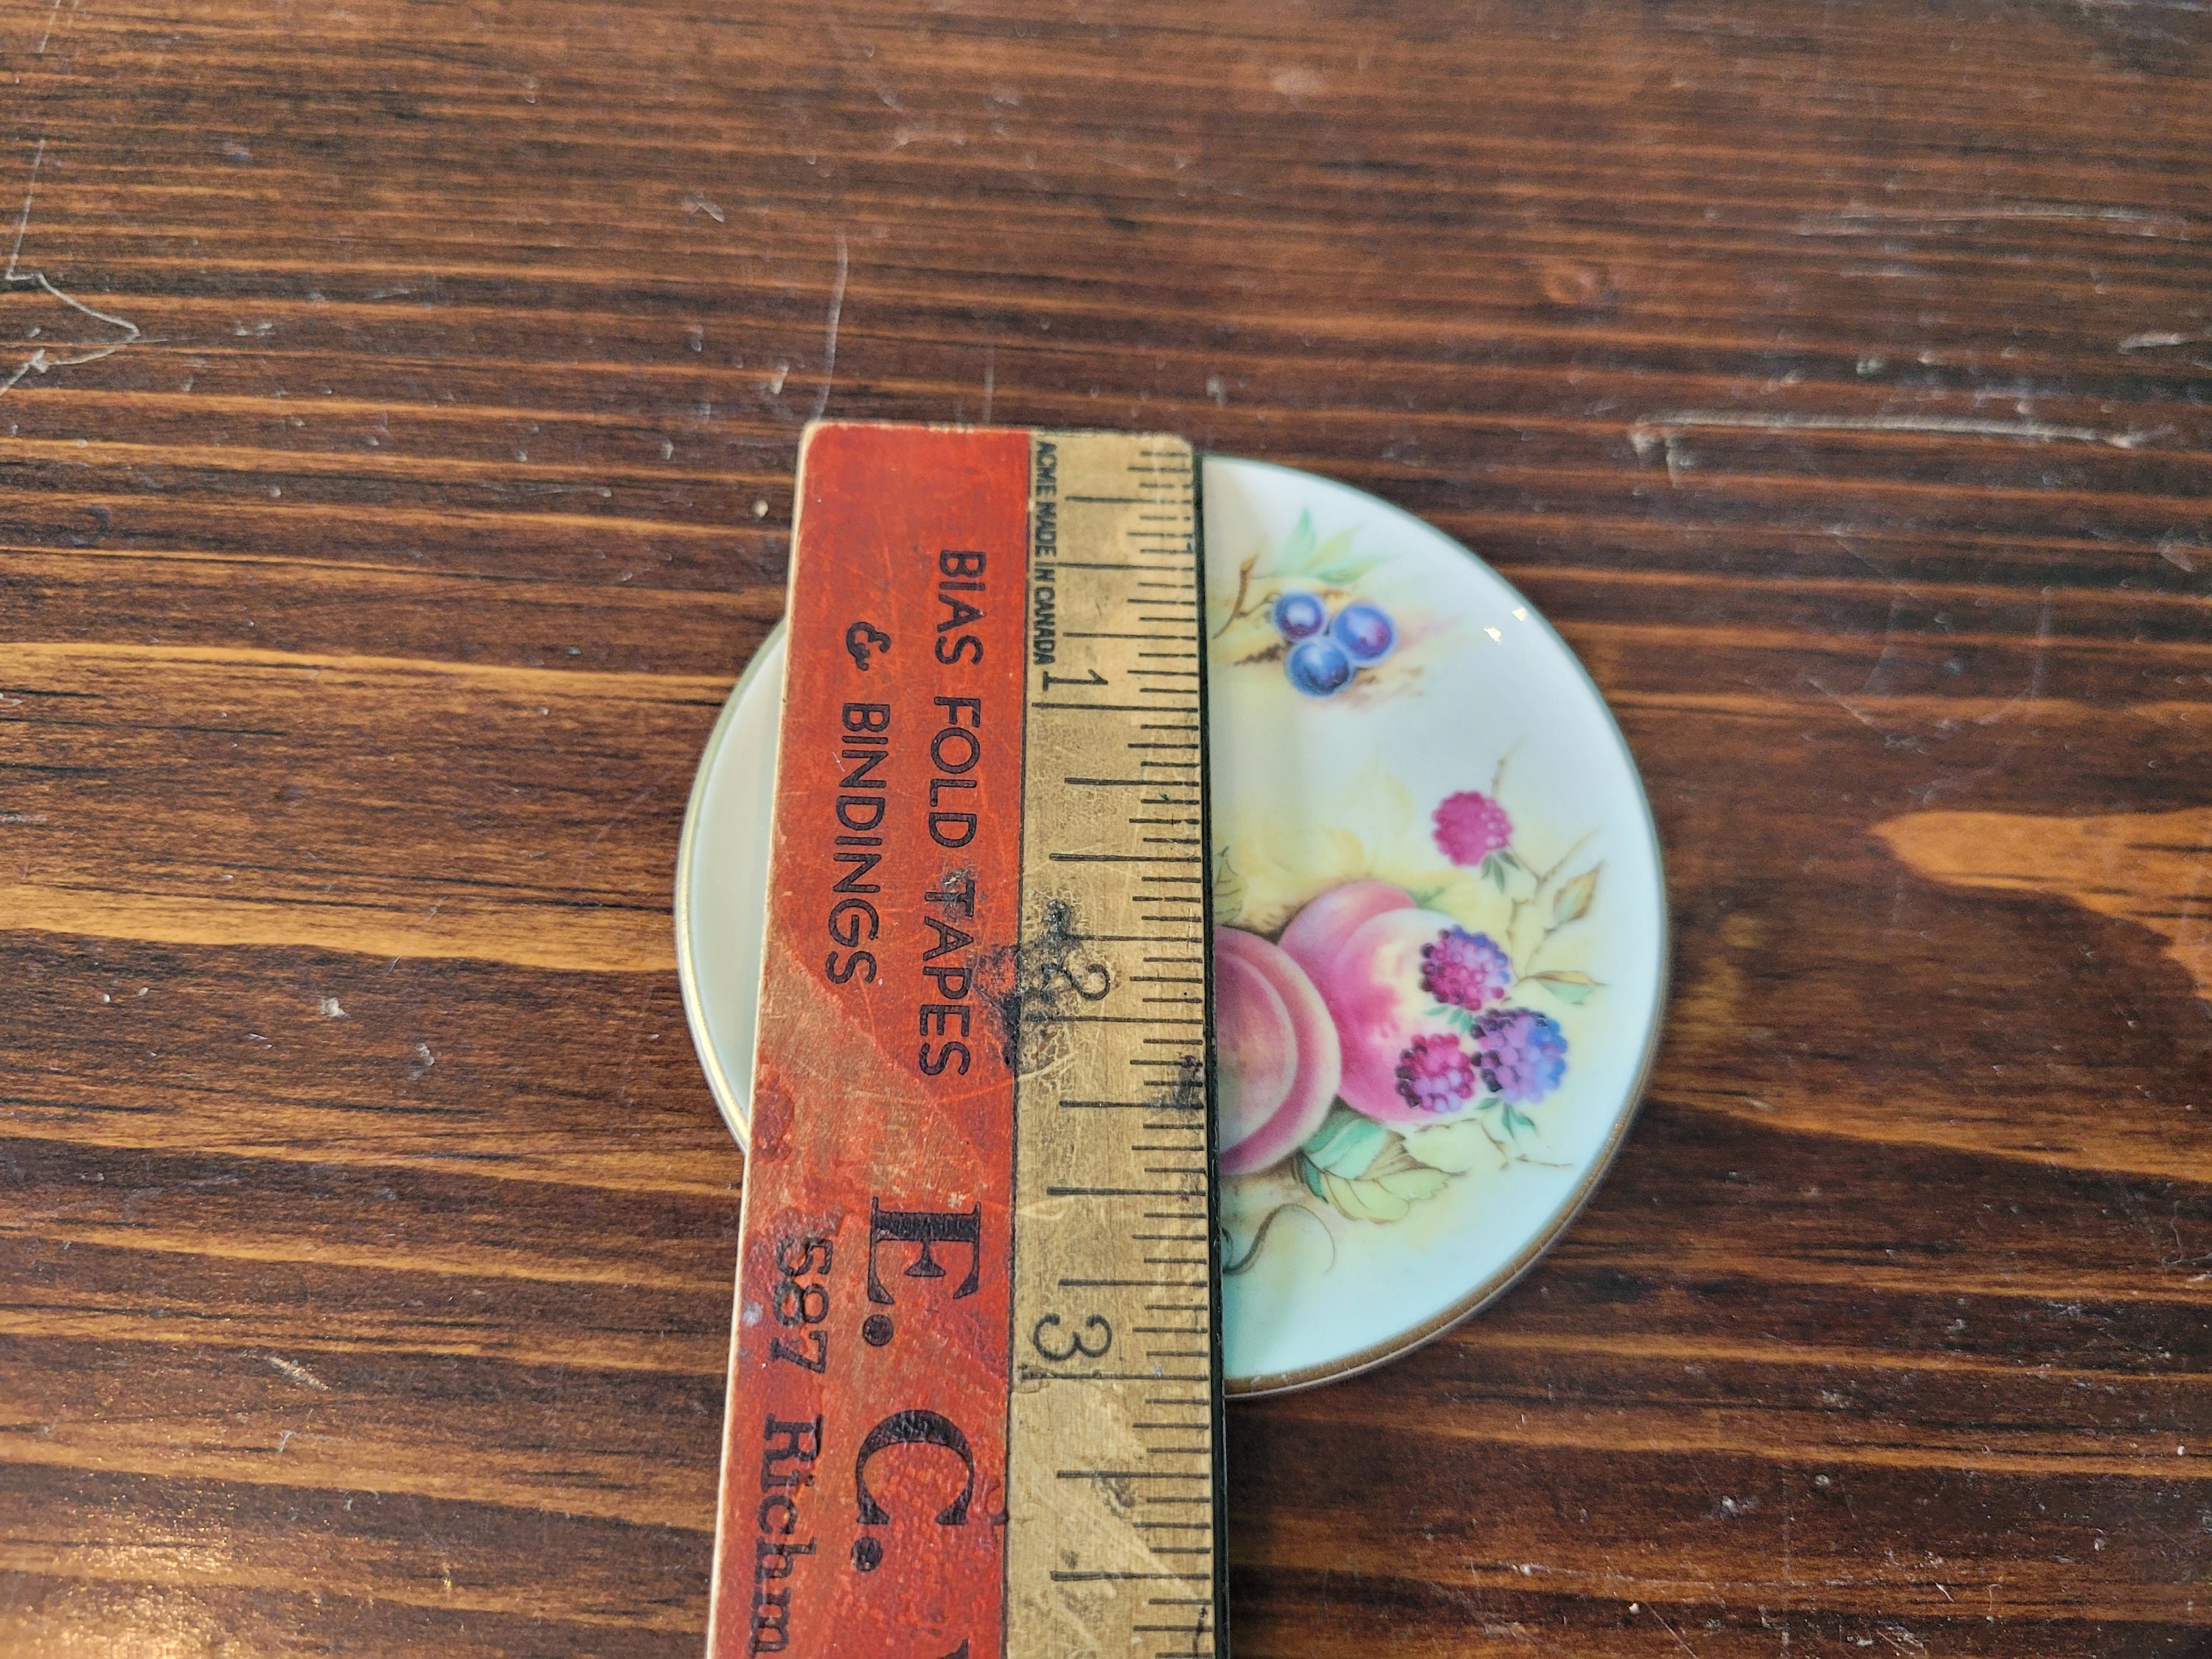 ACME MADE IN CANADA
1
2
3
BIAS FOLD TAPES
& BINDINGS
E. C.
587 Richm